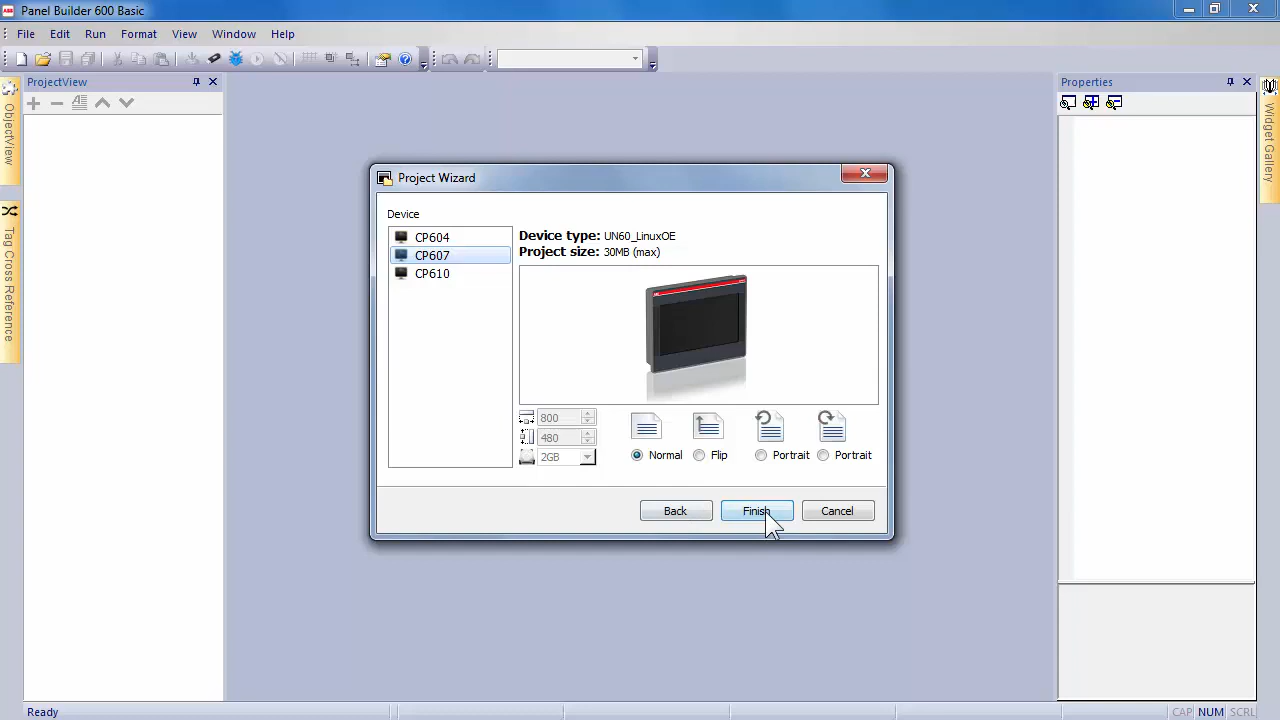 ABB Panel Builder 600 Basic
File Edit Run Format View Window Help
ProjectView
Properties
ObjectView
Tag Cross Reference
Widget Gallery
Project Wizard
Device
CP604
CP607
CP610
Device type: UN60_LinuxOE
Project size: 30MB (max)
800
480
2GB
Normal Flip Portrait Portrait
Back Finish Cancel
Ready CAP NUM SCRL